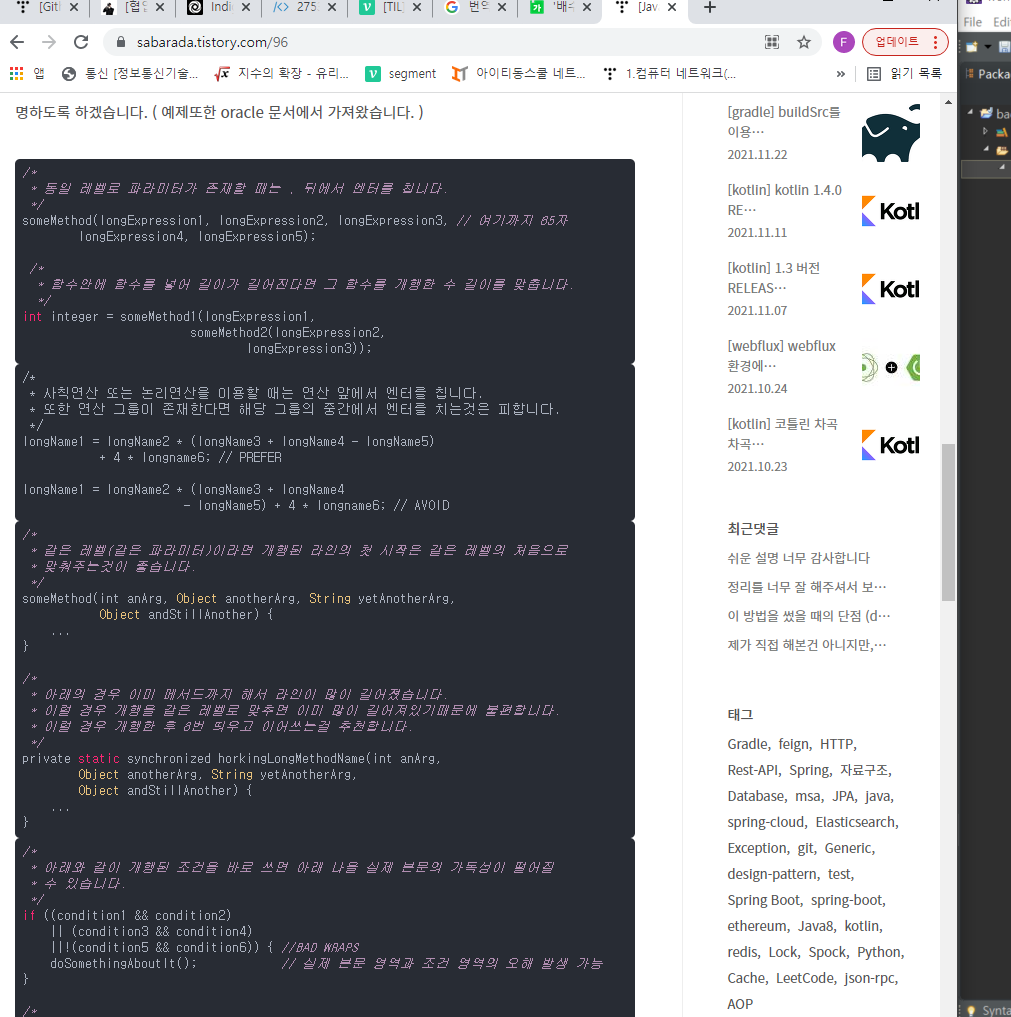 [Git
[협
Indi
275
[TIL
번역
'배
[Jav
sabarada.tistory.com/96
F
업데이트
File Edi
앱
통신 [정보통신기술...
지수의 확장 - 유리...
segment
아이티동스쿨 네트...
1.컴퓨터 네트워크(...
»
읽기 목록
Packa
명하도록 하겠습니다. ( 예제또한 oracle 문서에서 가져왔습니다. )
/*
* 동일 레벨로 파라미터가 존재할 때는 , 뒤에서 엔터를 칩니다.
*/
someMethod(longExpression1, longExpression2, longExpression3, // 여기까지 65자
longExpression4, longExpression5);
/*
* 함수안에 함수를 넣어 길이가 길어진다면 그 함수를 개행한 수 길이를 맞춥니다.
*/
int integer = someMethod1(longExpression1,
someMethod2(longExpression2,
longExpression3));
/*
* 사칙연산 또는 논리연산을 이용할 때는 연산 앞에서 엔터를 칩니다.
* 또한 연산 그룹이 존재한다면 해당 그룹의 중간에서 엔터를 치는것은 피합니다.
*/
longName1 = longName2 * (longName3 + longName4 - longName5)
+ 4 * longname6; // PREFER
longName1 = longName2 * (longName3 + longName4
- longName5) + 4 * longname6; // AVOID
/*
* 같은 레벨(같은 파라미터)이라면 개행된 라인의 첫 시작은 같은 레벨의 처음으로
* 맞춰주는것이 좋습니다.
*/
someMethod(int anArg, Object anotherArg, String yetAnotherArg,
Object andStillAnother) {
...
}
/*
* 아래의 경우 이미 메서드까지 해서 라인이 많이 길어졌습니다.
* 이럴 경우 개행을 같은 레벨로 맞추면 이미 많이 길어져있기때문에 불편합니다.
* 이럴 경우 개행한 후 8번 띄우고 이어쓰는걸 추천합니다.
*/
private static synchronized horkingLongMethodName(int anArg,
Object anotherArg, String yetAnotherArg,
Object andStillAnother) {
...
}
/*
* 아래와 같이 개행된 조건을 바로 쓰면 아래 나올 실제 본문의 가독성이 떨어질
* 수 있습니다.
*/
if ((condition1 && condition2)
|| (condition3 && condition4)
||!(condition5 && condition6)) { //BAD WRAPS
doSomethingAboutIt(); // 실제 본문 영역과 조건 영역의 오해 발생 가능
}
/*
[gradle] buildSrc를
이용…
2021.11.22
[kotlin] kotlin 1.4.0
RE…
2021.11.11
Kotl
[kotlin] 1.3 버전
RELEAS…
2021.11.07
Kotl
[webflux] webflux
환경에…
2021.10.24
[kotlin] 코틀린 차곡
차곡…
2021.10.23
Kotl
최근댓글
쉬운 설명 너무 감사합니다
정리를 너무 잘 해주셔서 보…
이 방법을 썼을 때의 단점 (d…
제가 직접 해본건 아니지만,…
태그
Gradle, feign, HTTP,
Rest-API, Spring, 자료구조,
Database, msa, JPA, java,
spring-cloud, Elasticsearch,
Exception, git, Generic,
design-pattern, test,
Spring Boot, spring-boot,
ethereum, Java8, kotlin,
redis, Lock, Spock, Python,
Cache, LeetCode, json-rpc,
AOP
Synta